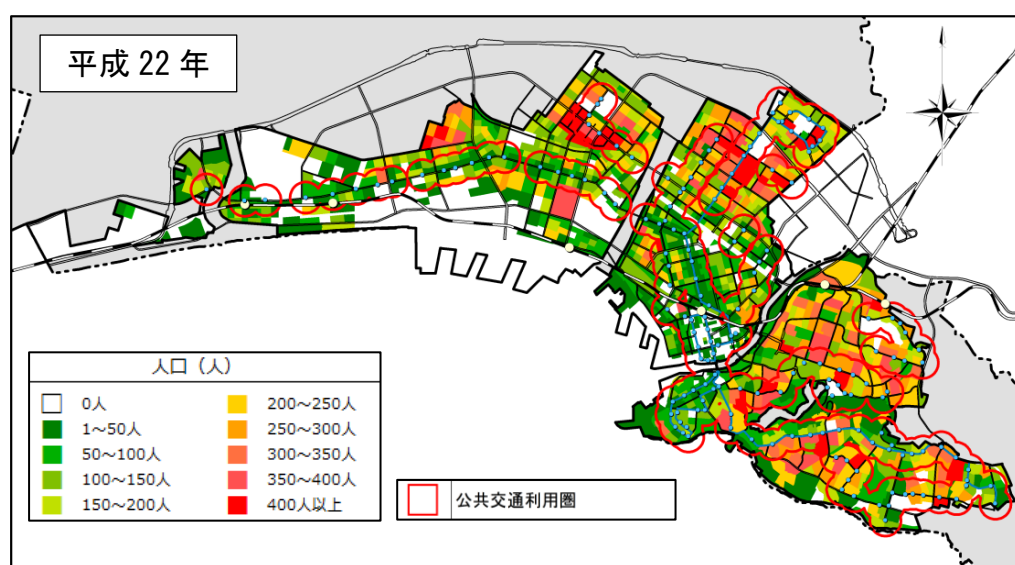 平成 22 年
人口（人）
0人
1～50人
50～100人
100～150人
150～200人
200～250人
250～300人
300～350人
350～400人
400人以上
公共交通利用圏